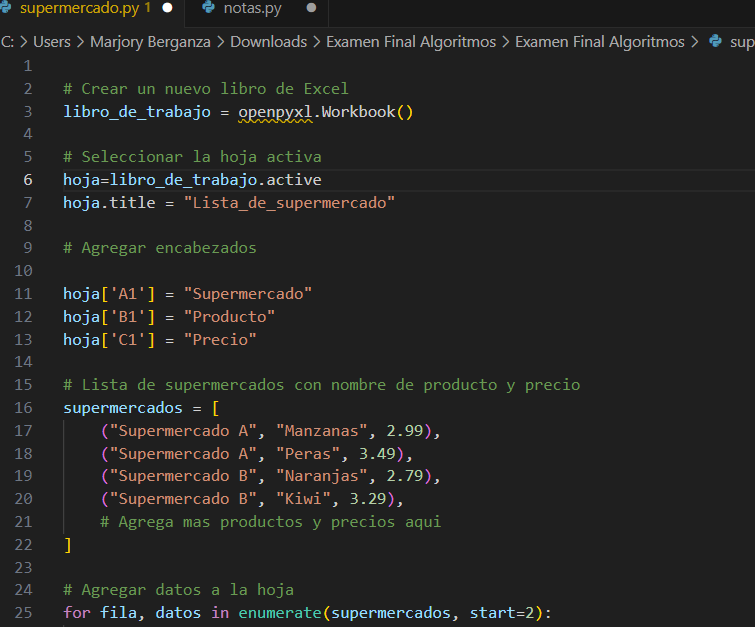 supermercado.py 1 notas.py
C: > Users > Marjory Berganza > Downloads > Examen Final Algoritmos > Examen Final Algoritmos > sup
1
2 # Crear un nuevo libro de Excel
3 libro_de_trabajo = openpyxl.Workbook()
4
5 # Seleccionar la hoja activa
6 hoja=libro_de_trabajo.active
7 hoja.title = "Lista_de_supermercado"
8
9 # Agregar encabezados
10
11 hoja['A1'] = "Supermercado"
12 hoja['B1'] = "Producto"
13 hoja['C1'] = "Precio"
14
15 # Lista de supermercados con nombre de producto y precio
16 supermercados = [
17     ("Supermercado A", "Manzanas", 2.99),
18     ("Supermercado A", "Peras", 3.49),
19     ("Supermercado B", "Naranjas", 2.79),
20     ("Supermercado B", "Kiwi", 3.29),
21     # Agrega mas productos y precios aqui
22 ]
23
24 # Agregar datos a la hoja
25 for fila, datos in enumerate(supermercados, start=2):